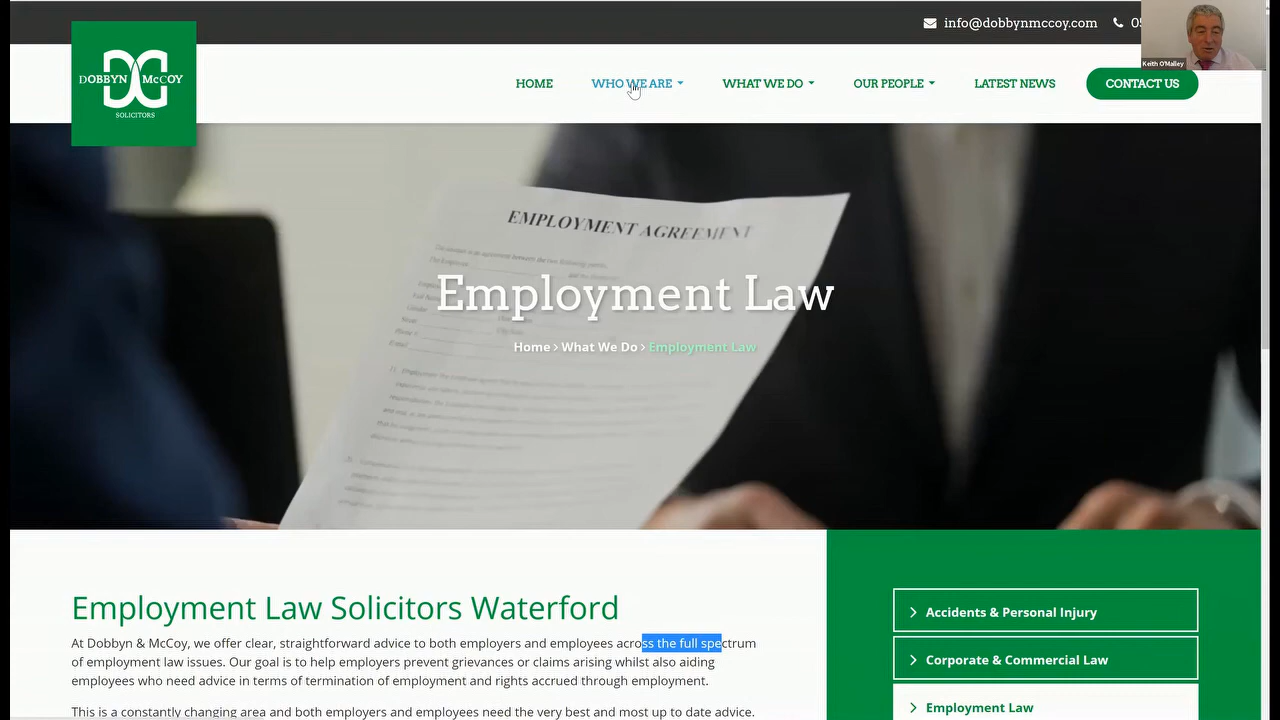 info@dobbynmccoy.com
Keith O'Malley
DOBBYN McCOY
SOLICITORS
HOME
WHO WE ARE
WHAT WE DO
OUR PEOPLE
LATEST NEWS
CONTACT US
EMPLOYMENT AGREEMENT
Employment Law
Home > What We Do > Employment Law
Employment Law Solicitors Waterford
At Dobbyn & McCoy, we offer clear, straightforward advice to both employers and employees across the full spectrum
of employment law issues. Our goal is to help employers prevent grievances or claims arising whilst also aiding
employees who need advice in terms of termination of employment and rights accrued through employment.
This is a constantly changing area and both employers and employees need the very best and most up to date advice.
Accidents & Personal Injury
Corporate & Commercial Law
Employment Law